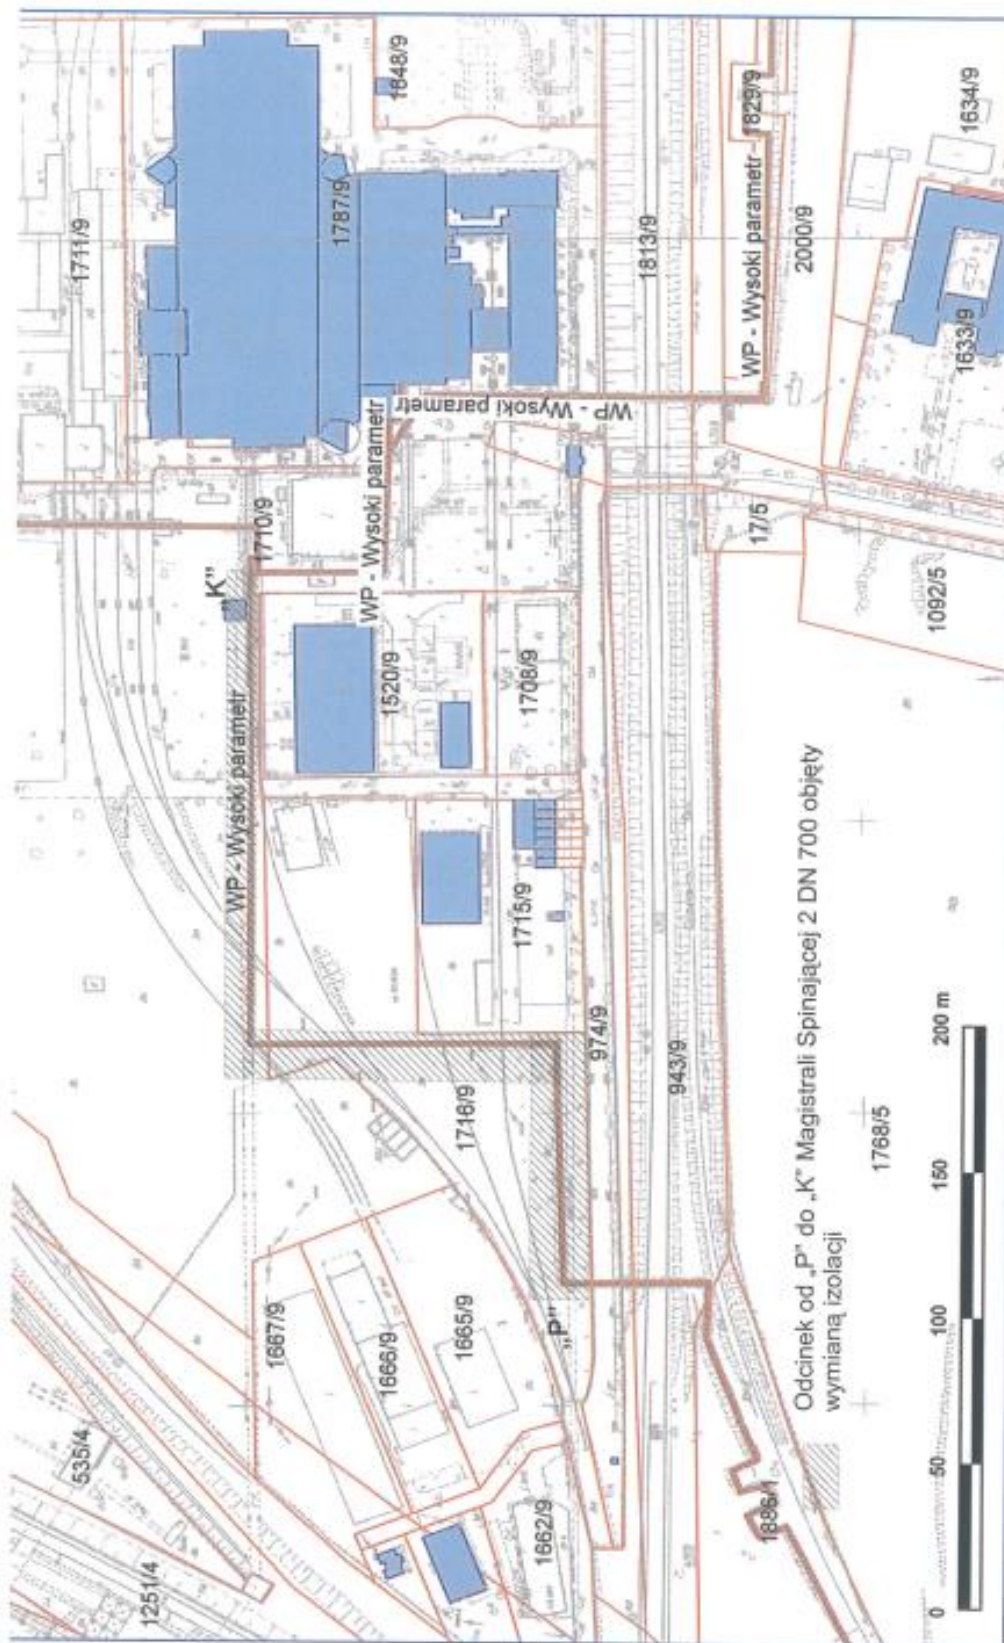 1711/9
1848/9
1787/9
1829/9
WP - Wysoki parametr
1634/9
1813/9
2000/9
1633/9
WP - Wysoki parametr
WP - Wysoki parametr
1710/9
„K”
WP - Wysoki parametr
1520/9
1708/9
17/5
1092/5
1715/9
974/9
943/9
1716/9
„P”
1667/9
1666/9
1665/9
1662/9
535/4
1251/4
1886/1
1768/5
Odcinek od „P” do „K” Magistrali Spinającej 2 DN 700 objęty
wymianą izolacji
0 50 100 150 200 m